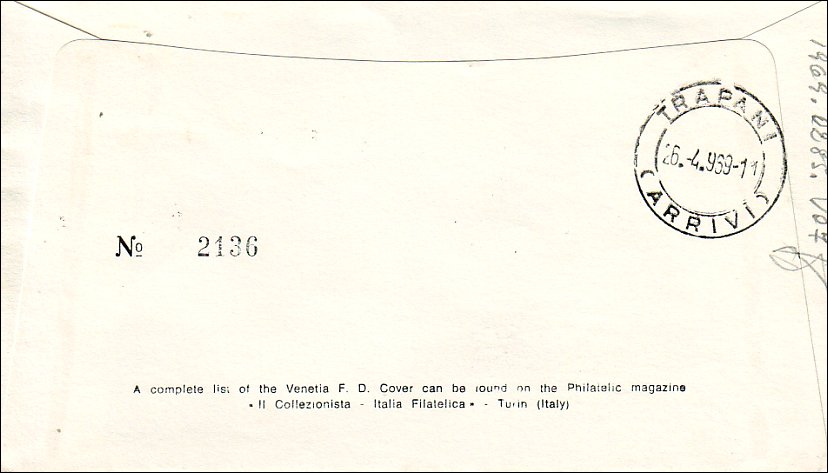 TRAPANI
26.-4.969-11
(ARRIVI)
№ 2136
A complete list of the Venetia F. D. Cover can be found on the Philatelic magazine
« Il Collezionista - Italia Filatelica » - Turin (Italy)